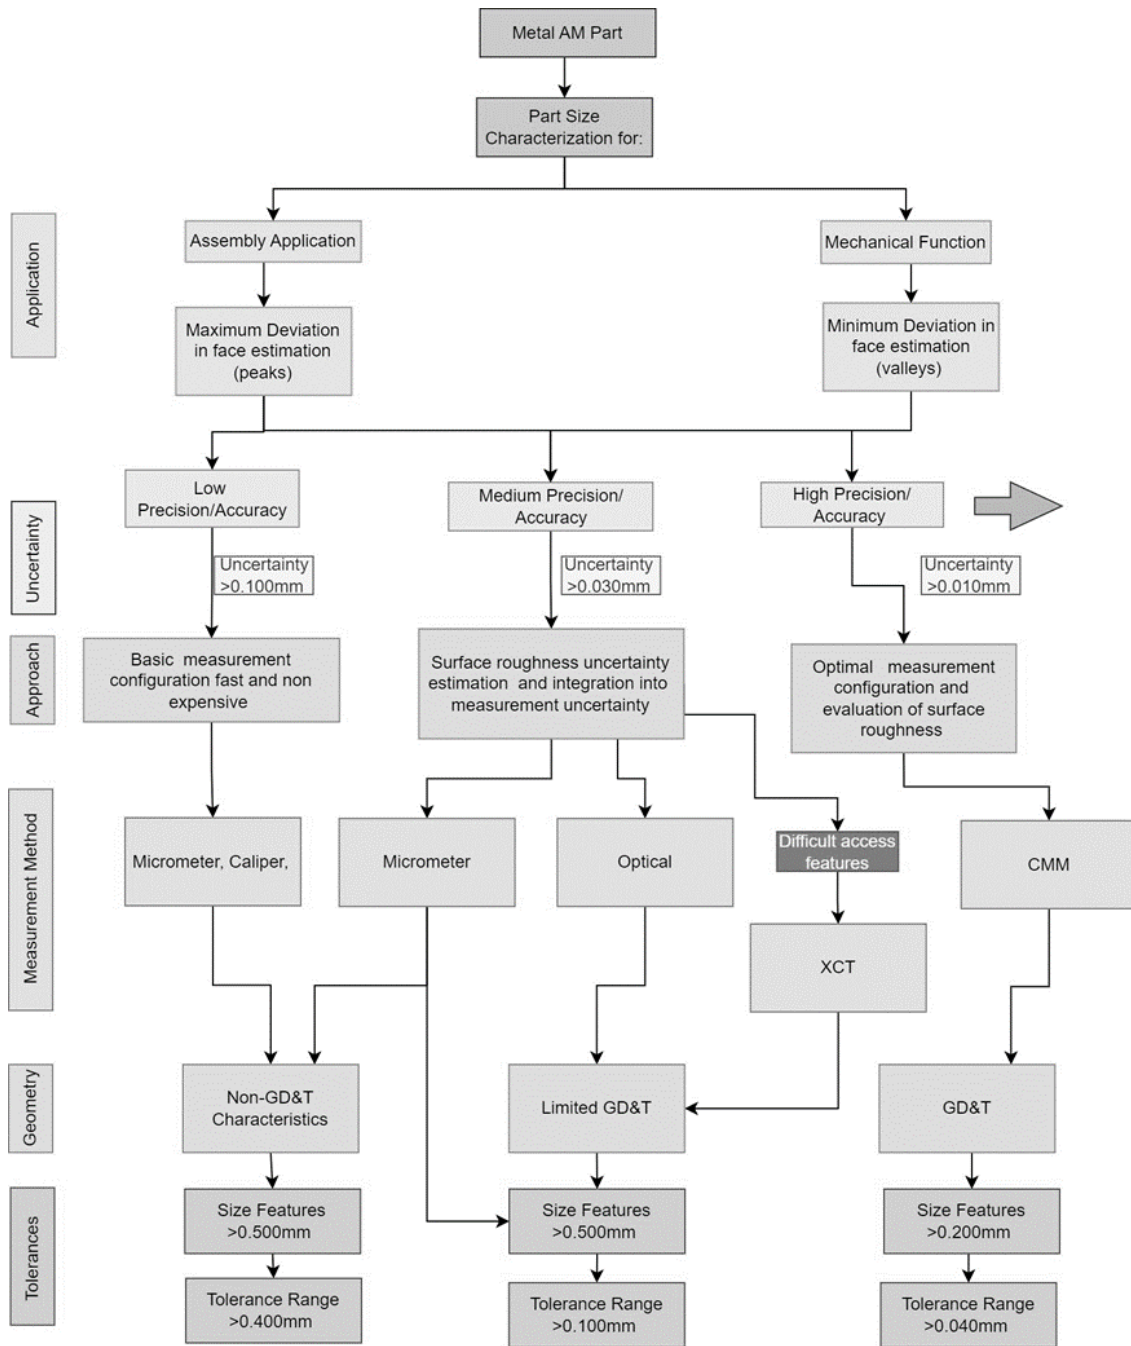 Metal AM Part
Part Size
Characterization for:
Application
Assembly Application
Mechanical Function
Maximum Deviation
in face estimation
(peaks)
Minimum Deviation in
face estimation
(valleys)
Uncertainty
Low
Precision/Accuracy
Medium Precision/
Accuracy
High Precision/
Accuracy
Uncertainty
>0.100mm
Uncertainty
>0.030mm
Uncertainty
>0.010mm
Approach
Basic measurement
configuration fast and non
expensive
Surface roughness uncertainty
estimation and integration into
measurement uncertainty
Optimal measurement
configuration and
evaluation of surface
roughness
Measurement Method
Micrometer, Caliper,
Micrometer
Optical
Difficult access
features
CMM
XCT
Geometry
Non-GD&T
Characteristics
Limited GD&T
GD&T
Tolerances
Size Features
>0.500mm
Size Features
>0.500mm
Size Features
>0.200mm
Tolerance Range
>0.400mm
Tolerance Range
>0.100mm
Tolerance Range
>0.040mm